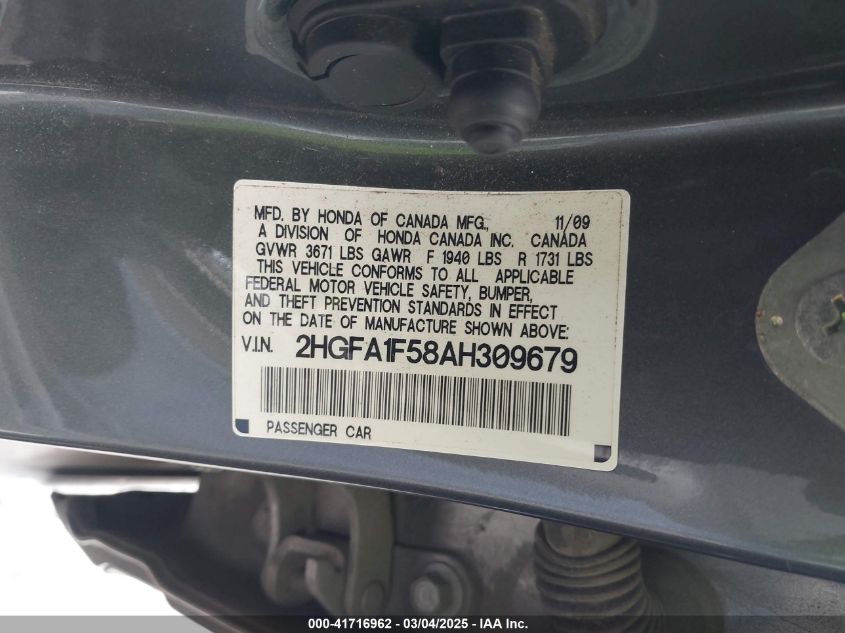 MFD. BY HONDA OF CANADA MFG., 11/09
A DIVISION OF HONDA CANADA INC. CANADA
GVWR 3671 LBS GAWR F 1940 LBS R 1731 LBS
THIS VEHICLE CONFORMS TO ALL APPLICABLE
FEDERAL MOTOR VEHICLE SAFETY, BUMPER,
AND THEFT PREVENTION STANDARDS IN EFFECT
ON THE DATE OF MANUFACTURE SHOWN ABOVE:
V.I.N. 2HGFA1F58AH309679
PASSENGER CAR
000-41716962 - 03/04/2025 - IAA Inc.